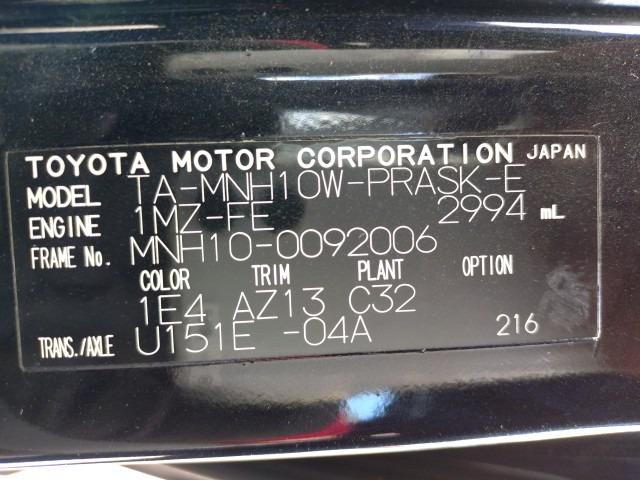 TOYOTA MOTOR CORPORATION JAPAN
MODEL TA-MNH10W-PRASK-E
ENGINE 1MZ-FE 2994 mL
FRAME No. MNH10-0092006
COLOR TRIM PLANT OPTION
1E4 AZ13 C32
TRANS./AXLE U151E -04A 216